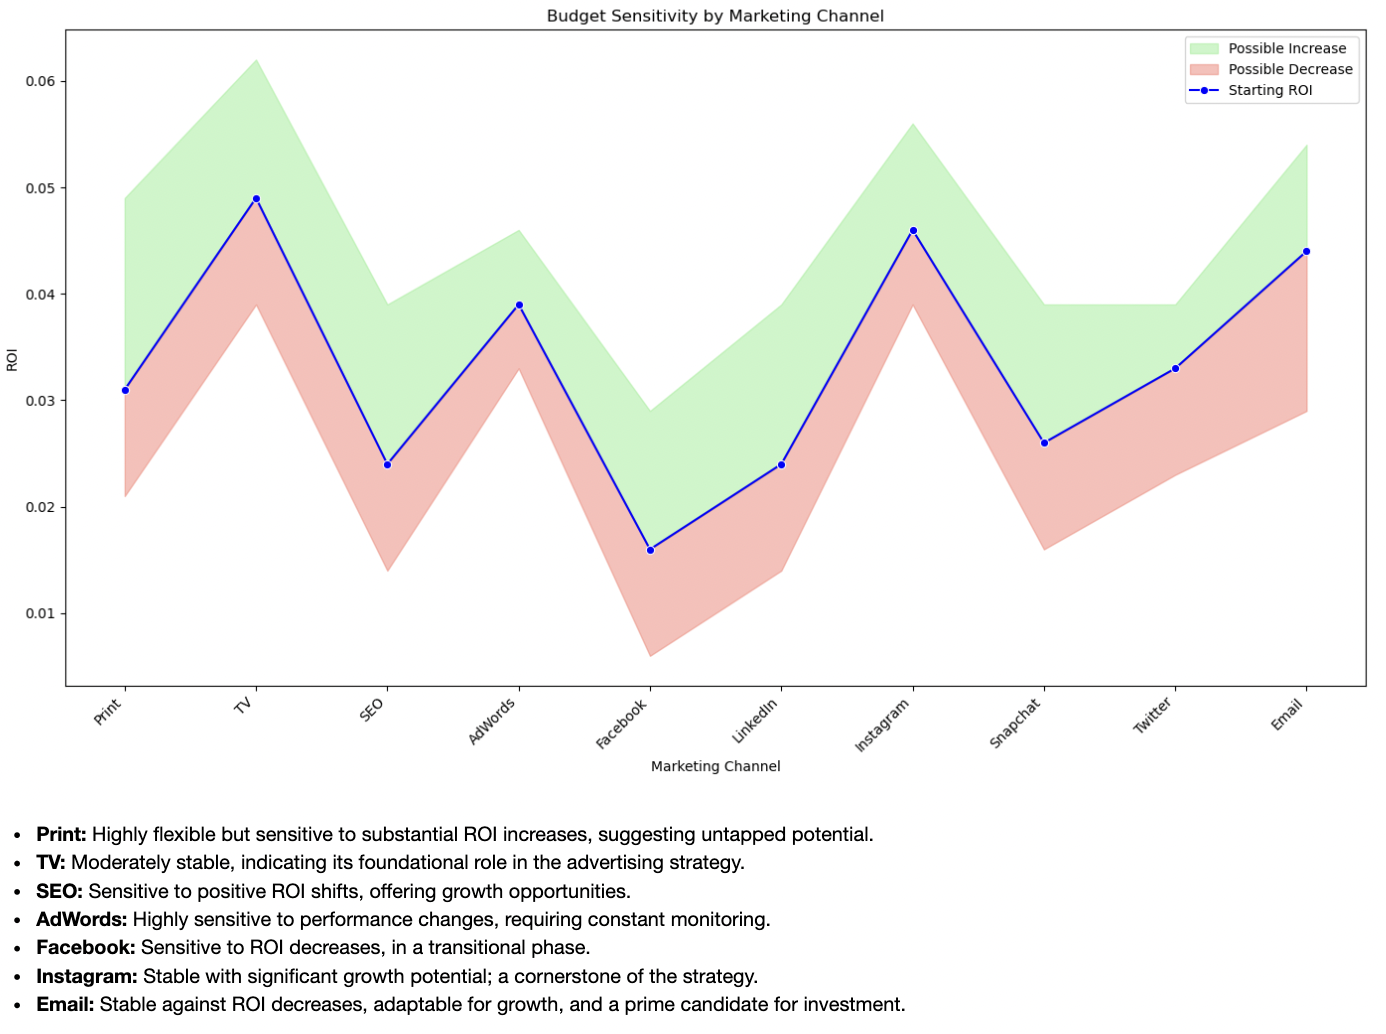 Budget Sensitivity by Marketing Channel
Possible Increase
Possible Decrease
Starting ROI
0.06
0.05
0.04
0.03
0.02
0.01
ROI
Print
TV
SEO
AdWords
Facebook
LinkedIn
Instagram
Snapchat
Twitter
Email
Marketing Channel
• Print: Highly flexible but sensitive to substantial ROI increases, suggesting untapped potential.
• TV: Moderately stable, indicating its foundational role in the advertising strategy.
• SEO: Sensitive to positive ROI shifts, offering growth opportunities.
• AdWords: Highly sensitive to performance changes, requiring constant monitoring.
• Facebook: Sensitive to ROI decreases, in a transitional phase.
• Instagram: Stable with significant growth potential; a cornerstone of the strategy.
• Email: Stable against ROI decreases, adaptable for growth, and a prime candidate for investment.